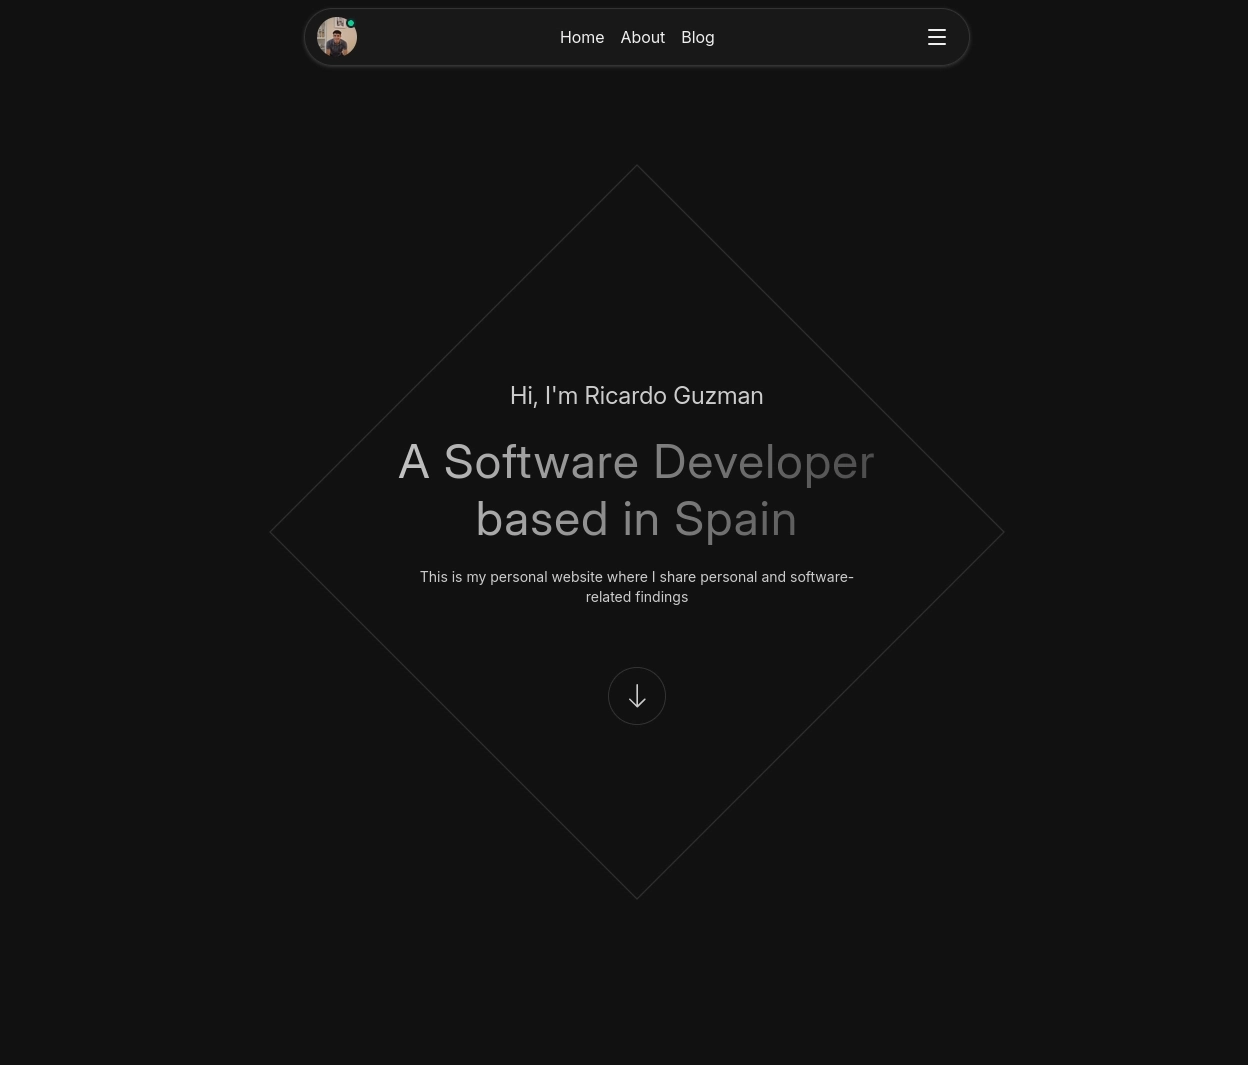 Home About Blog
Hi, I'm Ricardo Guzman
A Software Developer
based in Spain
This is my personal website where I share personal and software-
related findings